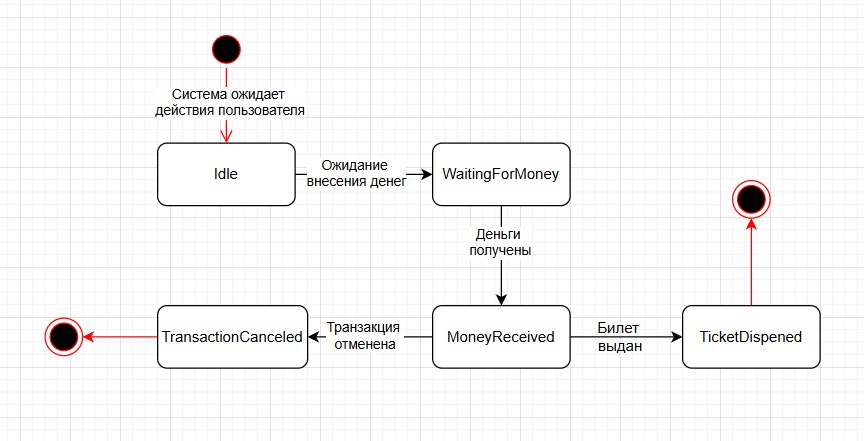 Система ожидает
действия пользователя
Idle
Ожидание
внесения денег
WaitingForMoney
Деньги
получены
TransactionCanceled
Транзакция
отменена
MoneyReceived
Билет
выдан
TicketDispened